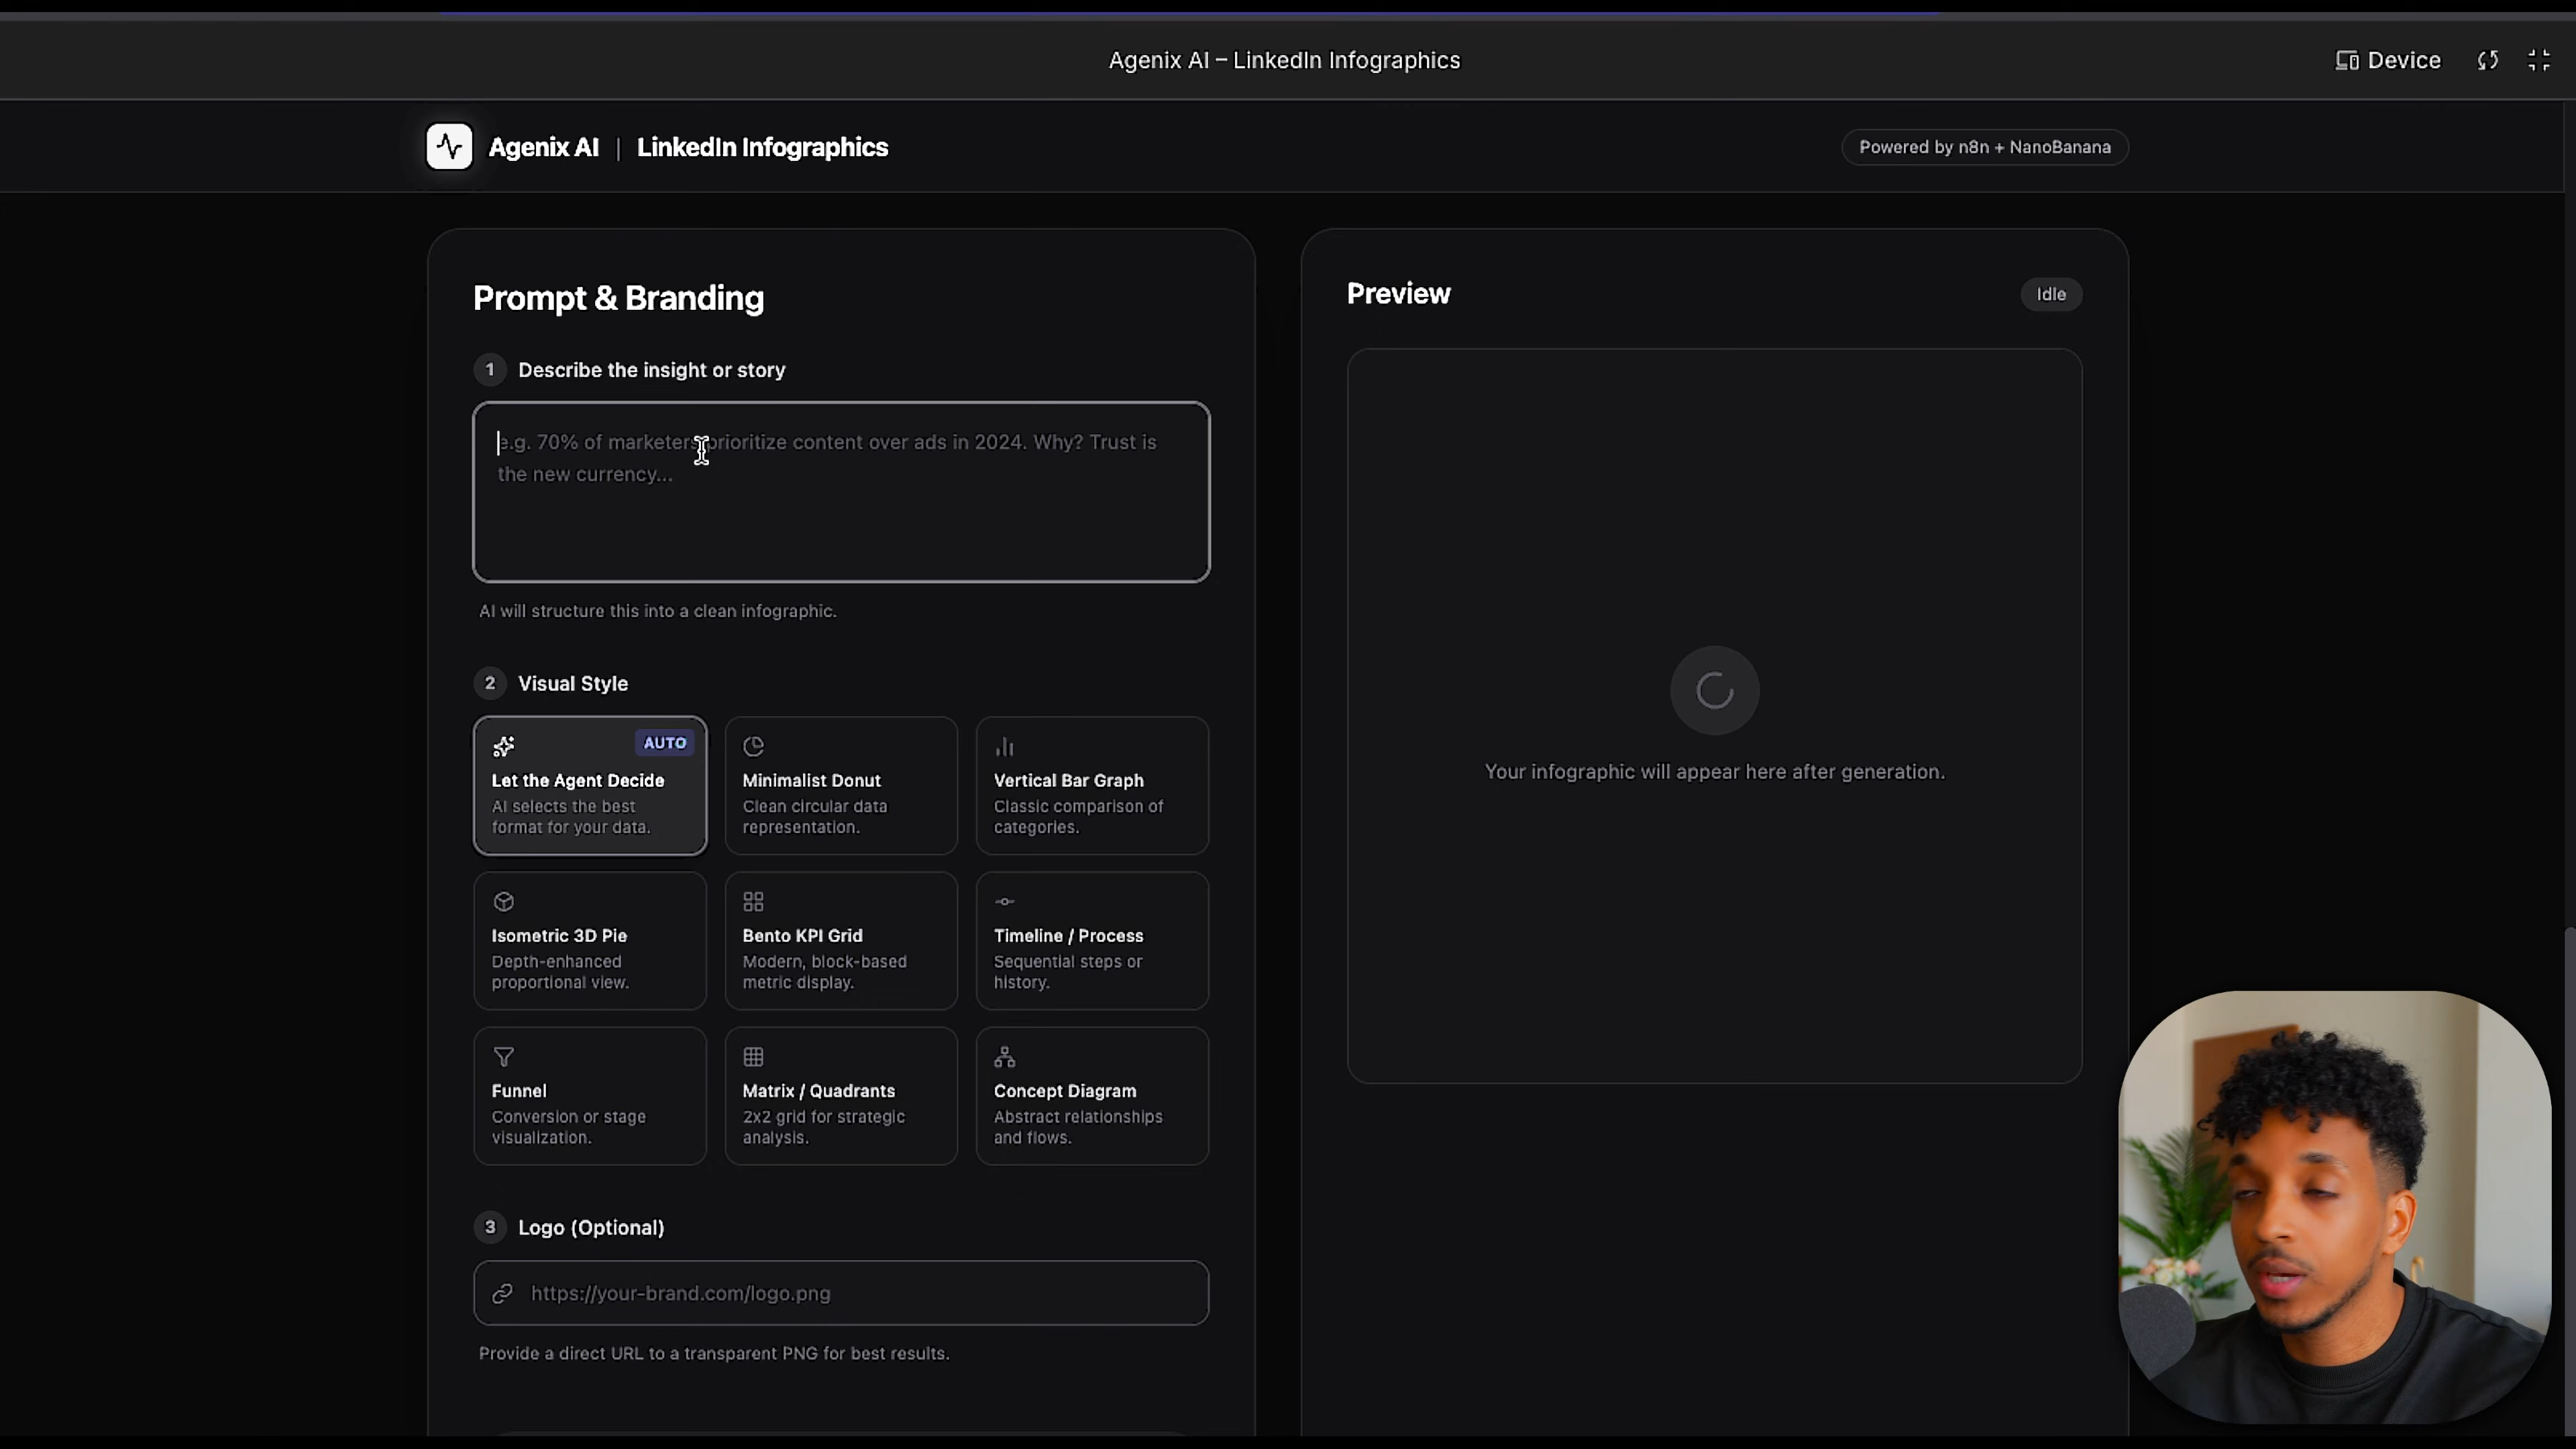 Agenix AI – LinkedIn Infographics
Device
Agenix AI | LinkedIn Infographics
Powered by n8n + NanoBanana
Prompt & Branding
1 Describe the insight or story
e.g. 70% of marketers prioritize content over ads in 2024. Why? Trust is
the new currency...
AI will structure this into a clean infographic.
2 Visual Style
AUTO
Let the Agent Decide
AI selects the best
format for your data.
Minimalist Donut
Clean circular data
representation.
Vertical Bar Graph
Classic comparison of
categories.
Isometric 3D Pie
Depth-enhanced
proportional view.
Bento KPI Grid
Modern, block-based
metric display.
Timeline / Process
Sequential steps or
history.
Funnel
Conversion or stage
visualization.
Matrix / Quadrants
2x2 grid for strategic
analysis.
Concept Diagram
Abstract relationships
and flows.
3 Logo (Optional)
https://your-brand.com/logo.png
Provide a direct URL to a transparent PNG for best results.
Preview
Idle
Your infographic will appear here after generation.